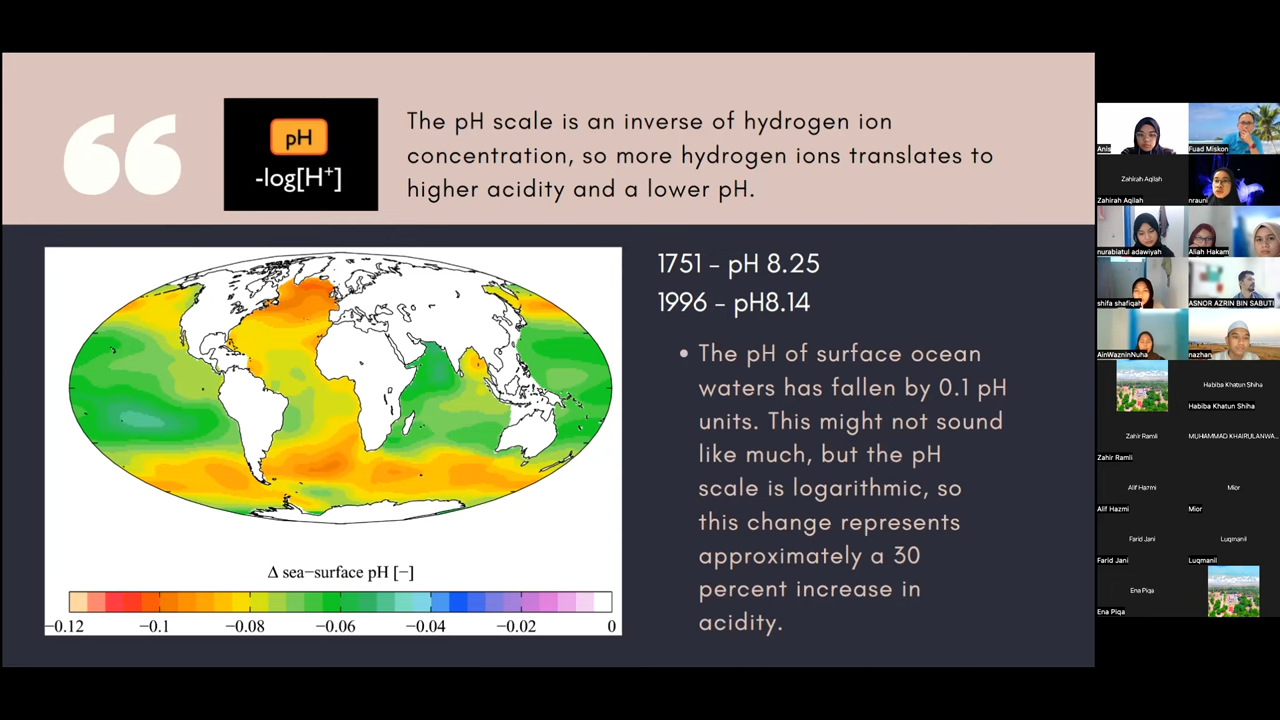 pH
-log[H⁺]
The pH scale is an inverse of hydrogen ion
concentration, so more hydrogen ions translates to
higher acidity and a lower pH.
1751 – pH 8.25
1996 – pH8.14
• The pH of surface ocean
waters has fallen by 0.1 pH
units. This might not sound
like much, but the pH
scale is logarithmic, so
this change represents
approximately a 30
percent increase in
acidity.
Δ sea−surface pH [−]
−0.12 −0.1 −0.08 −0.06 −0.04 −0.02 0
Anis
Fuad Miskon
Zahirah Aqilah
Zahirah Aqilah
nrauni
nurabiatul adawiyah
Aliah Hakam
shifa shafiqah
ASNOR AZRIN BIN SABUTI
AinWazninNuha
nazhan
Habiba Khatun Shiha
Habiba Khatun Shiha
Zahir Ramli
MUHAMMAD KHAIRULANWA...
Zahir Ramli
Alif Hazmi
Mior
Alif Hazmi
Mior
Farid Jani
Luqmanil
Farid Jani
Luqmanil
Ena Piqa
Ena Piqa